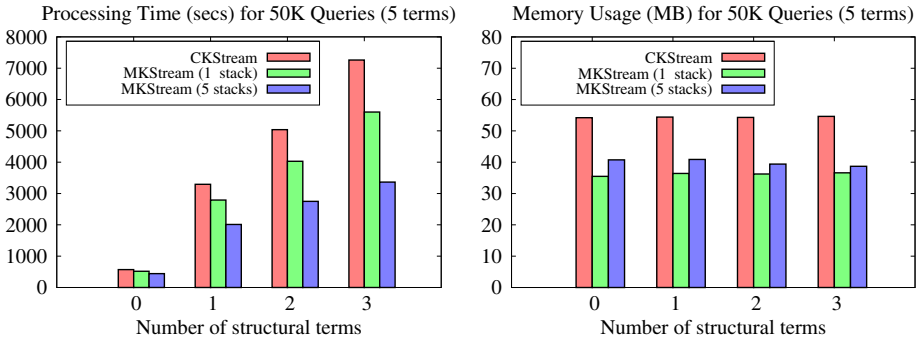 Processing Time (secs) for 50K Queries (5 terms)
8000
7000
6000
5000
4000
3000
2000
1000
0
CKStream
MKStream (1 stack)
MKStream (5 stacks)
0 1 2 3
Number of structural terms
Memory Usage (MB) for 50K Queries (5 terms)
80
70
60
50
40
30
20
10
0
CKStream
MKStream (1 stack)
MKStream (5 stacks)
0 1 2 3
Number of structural terms